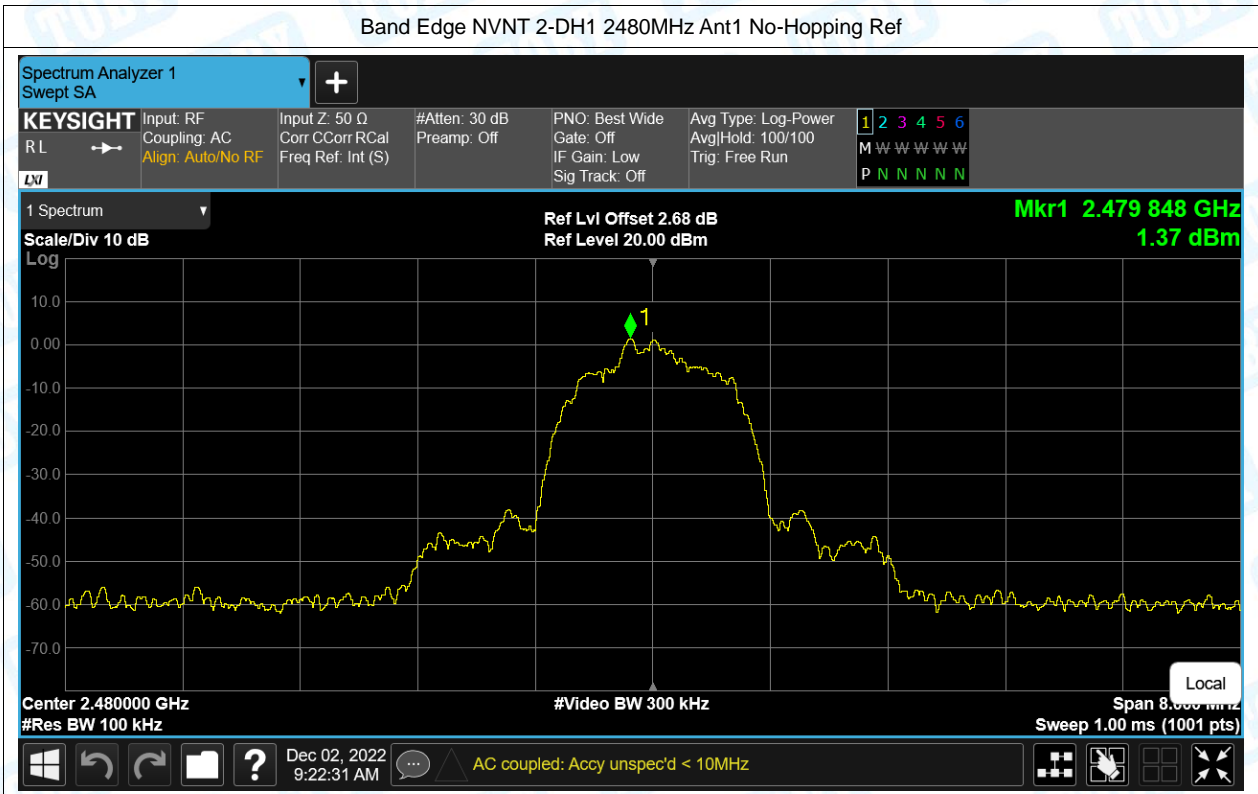 Band Edge NVNT 2-DH1 2480MHz Ant1 No-Hopping Ref
Spectrum Analyzer 1
Swept SA
+
KEYSIGHT
R L
LXI
Input: RF
Coupling: AC
Align: Auto/No RF
Input Z: 50 Ω
Corr CCorr RCal
Freq Ref: Int (S)
#Atten: 30 dB
Preamp: Off
PNO: Best Wide
Gate: Off
IF Gain: Low
Sig Track: Off
Avg Type: Log-Power
Avg|Hold: 100/100
Trig: Free Run
1 2 3 4 5 6
M W W W W W
P N N N N N
1 Spectrum
Scale/Div 10 dB
Ref Lvl Offset 2.68 dB
Ref Level 20.00 dBm
Mkr1 2.479 848 GHz
1.37 dBm
Log
10.0
0.00
-10.0
-20.0
-30.0
-40.0
-50.0
-60.0
-70.0
1
Center 2.480000 GHz
#Res BW 100 kHz
#Video BW 300 kHz
Local
Span 8.000 MHz
Sweep 1.00 ms (1001 pts)
?
Dec 02, 2022
9:22:31 AM
AC coupled: Accy unspec'd < 10MHz
TOBY